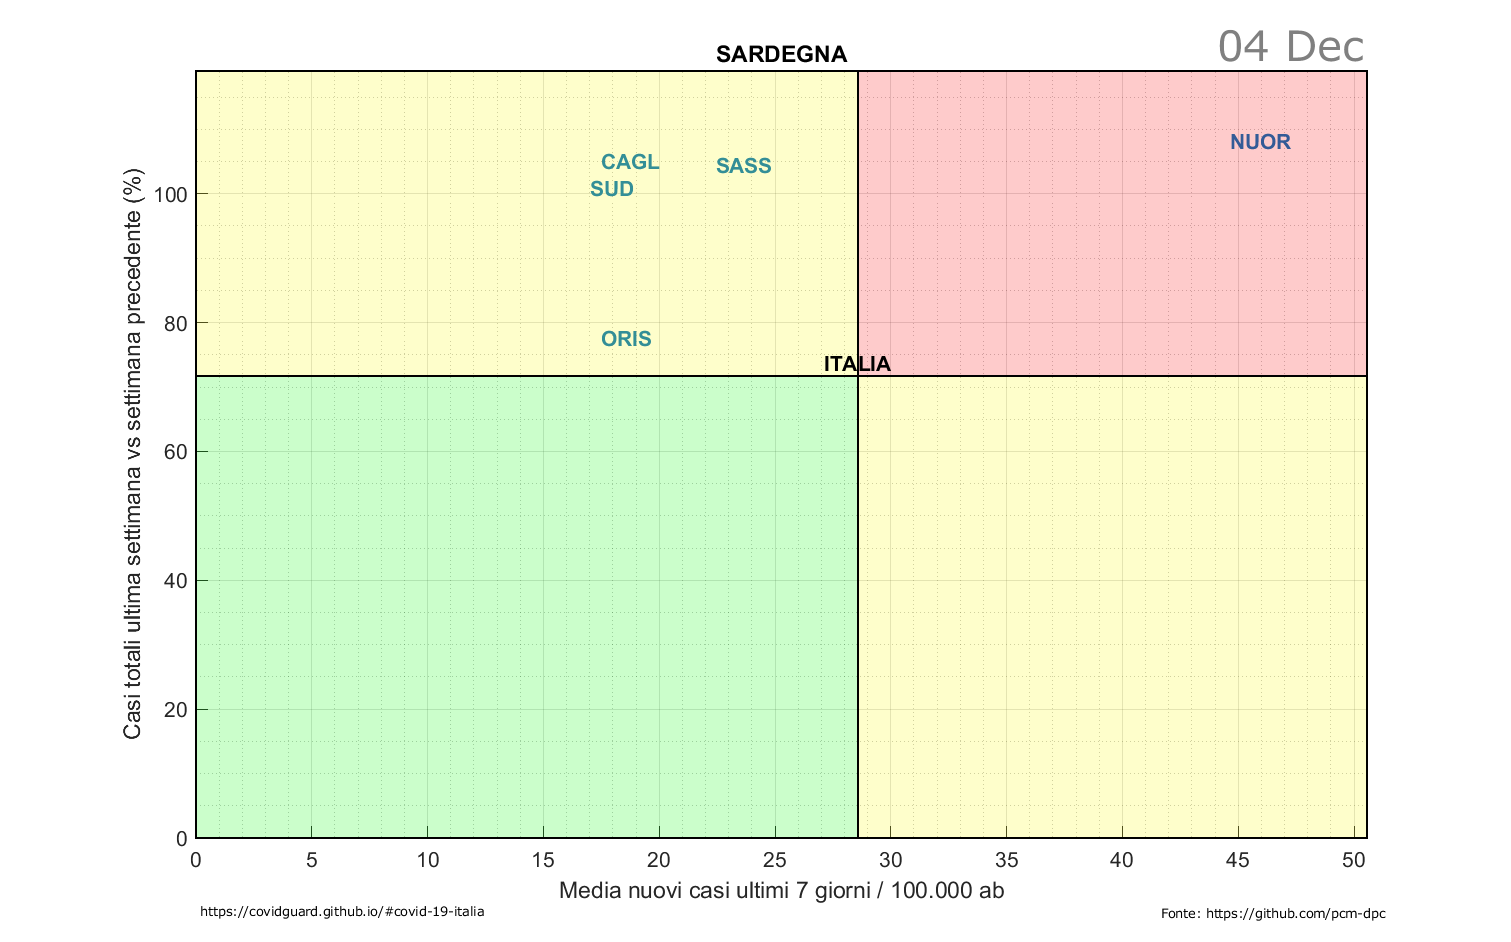 SARDEGNA
04 Dec
NUOR
CAGL
SASS
SUD
ORIS
ITALIA
Casi totali ultima settimana vs settimana precedente (%)
100
80
60
40
20
0
0 5 10 15 20 25 30 35 40 45 50
Media nuovi casi ultimi 7 giorni / 100.000 ab
https://covidguard.github.io/#covid-19-italia
Fonte: https://github.com/pcm-dpc